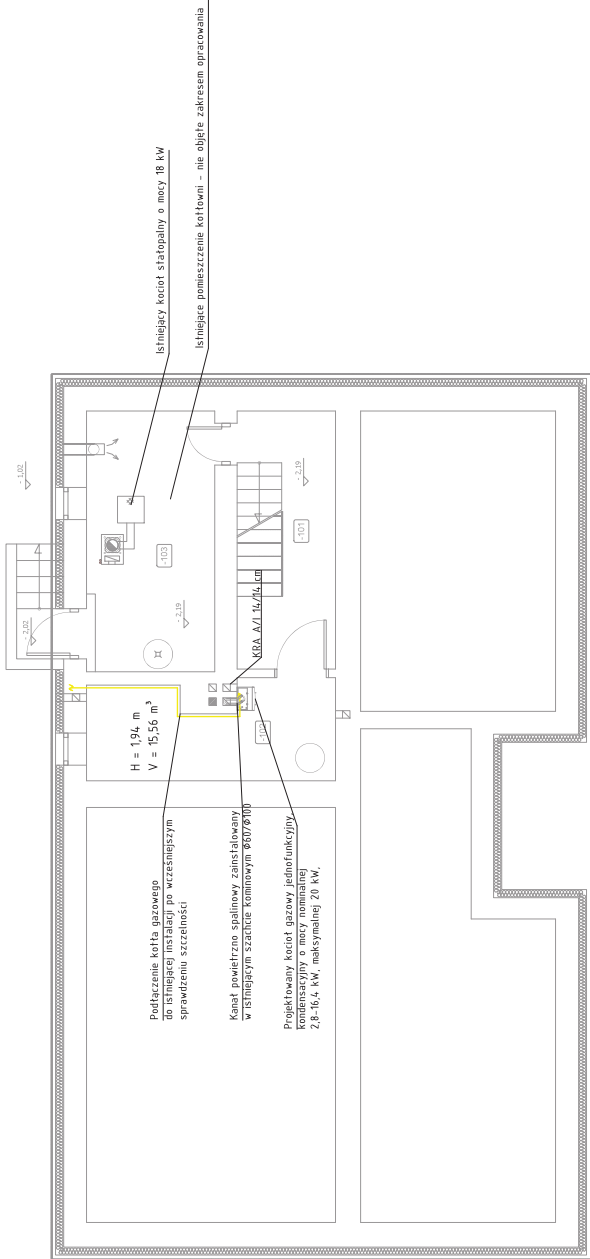 Istniejący kocioł stałopalny o mocy 18 kW
Istniejące pomieszczenie kotłowni - nie objęte zakresem opracowania
- 1,02
- 2,02
- 2,19
- 2,19
-103
-101
-102
KRA A/I 14/14 cm
H = 1,94 m
V = 15,56 m³
Podłączenie kotła gazowego
do istniejącej instalacji po wcześniejszym
sprawdzeniu szczelności
Kanał powietrzno spalinowy zainstalowany
w istniejącym szachcie kominowym Φ60/Φ100
Projektowany kocioł gazowy jednofunkcyjny
kondensacyjny o mocy nominalnej
2,8-16,4 kW, maksymalnej 20 kW.